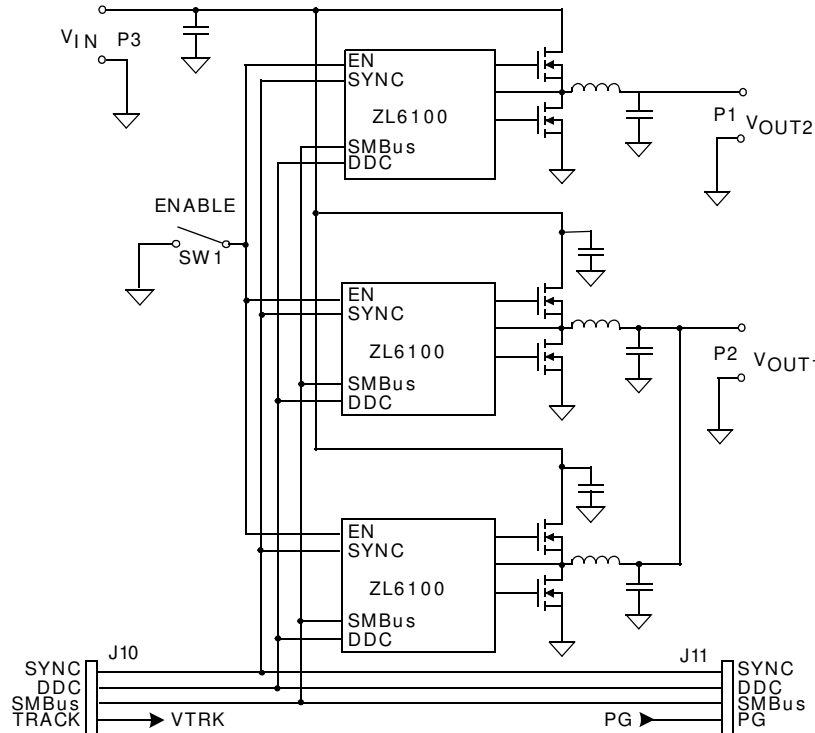 VIN P3
EN
SYNC
ZL6100
SMBus
DDC
P1 VOUT2
ENABLE
SW1
EN
SYNC
ZL6100
SMBus
DDC
P2 VOUT1
EN
SYNC
ZL6100
SMBus
DDC
J10
J11
SYNC
DDC
SMBus
TRACK
VTRK
PG
SYNC
DDC
SMBus
PG